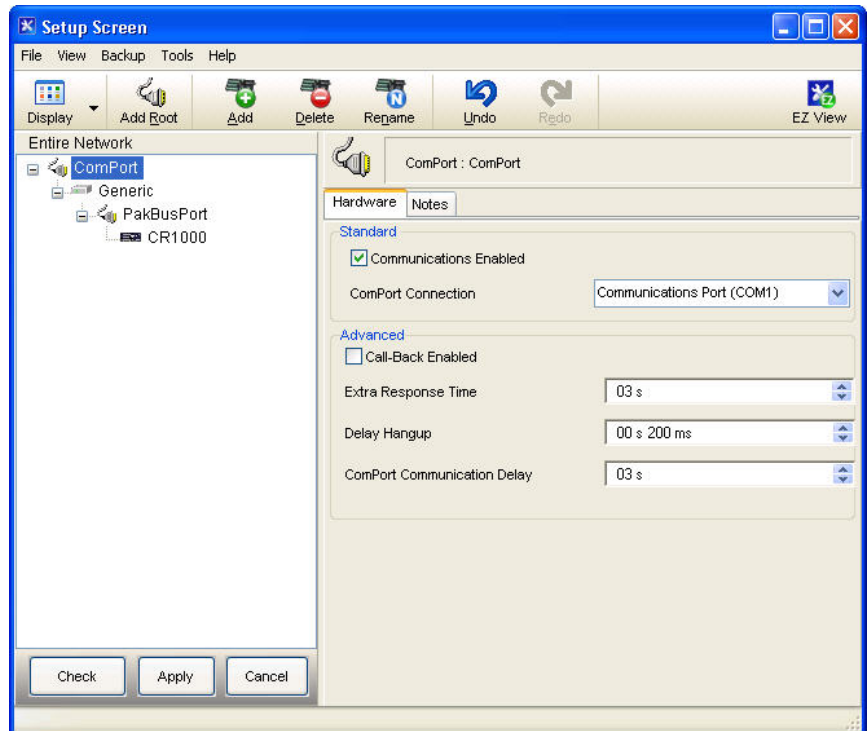 Setup Screen
File View Backup Tools Help
Display Add Root Add Delete Rename Undo Redo EZ View
Entire Network
ComPort
Generic
PakBusPort
CR1000
ComPort : ComPort
Hardware Notes
Standard
Communications Enabled
ComPort Connection Communications Port (COM1)
Advanced
Call-Back Enabled
Extra Response Time 03 s
Delay Hangup 00 s 200 ms
ComPort Communication Delay 03 s
Check Apply Cancel